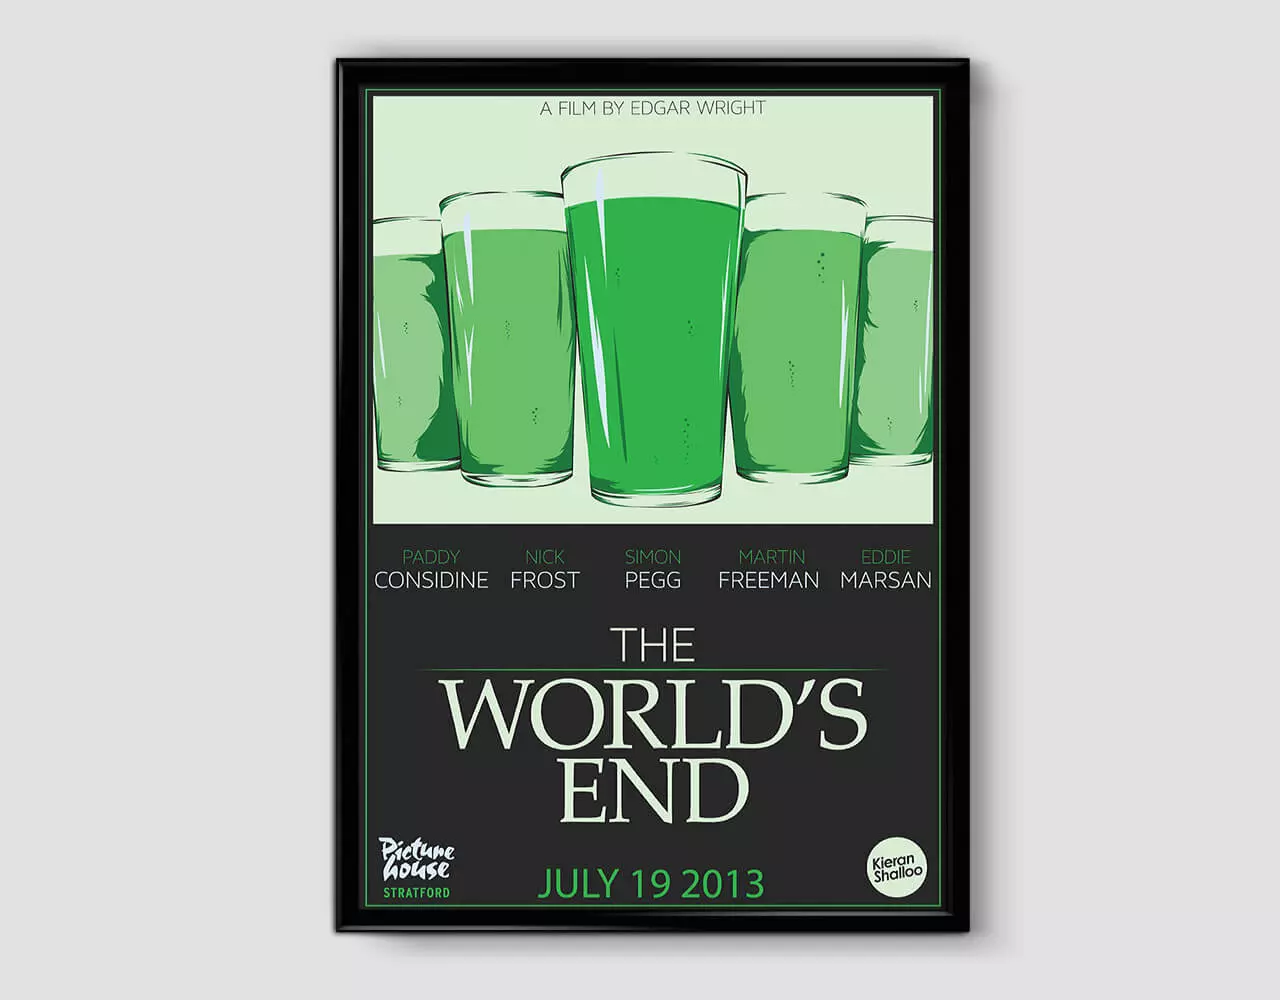 A FILM BY EDGAR WRIGHT
PADDY CONSIDINE
NICK FROST
SIMON PEGG
MARTIN FREEMAN
EDDIE MARSAN
THE
WORLD'S
END
Picture
house
STRATFORD
JULY 19 2013
Kieran
Shalloo